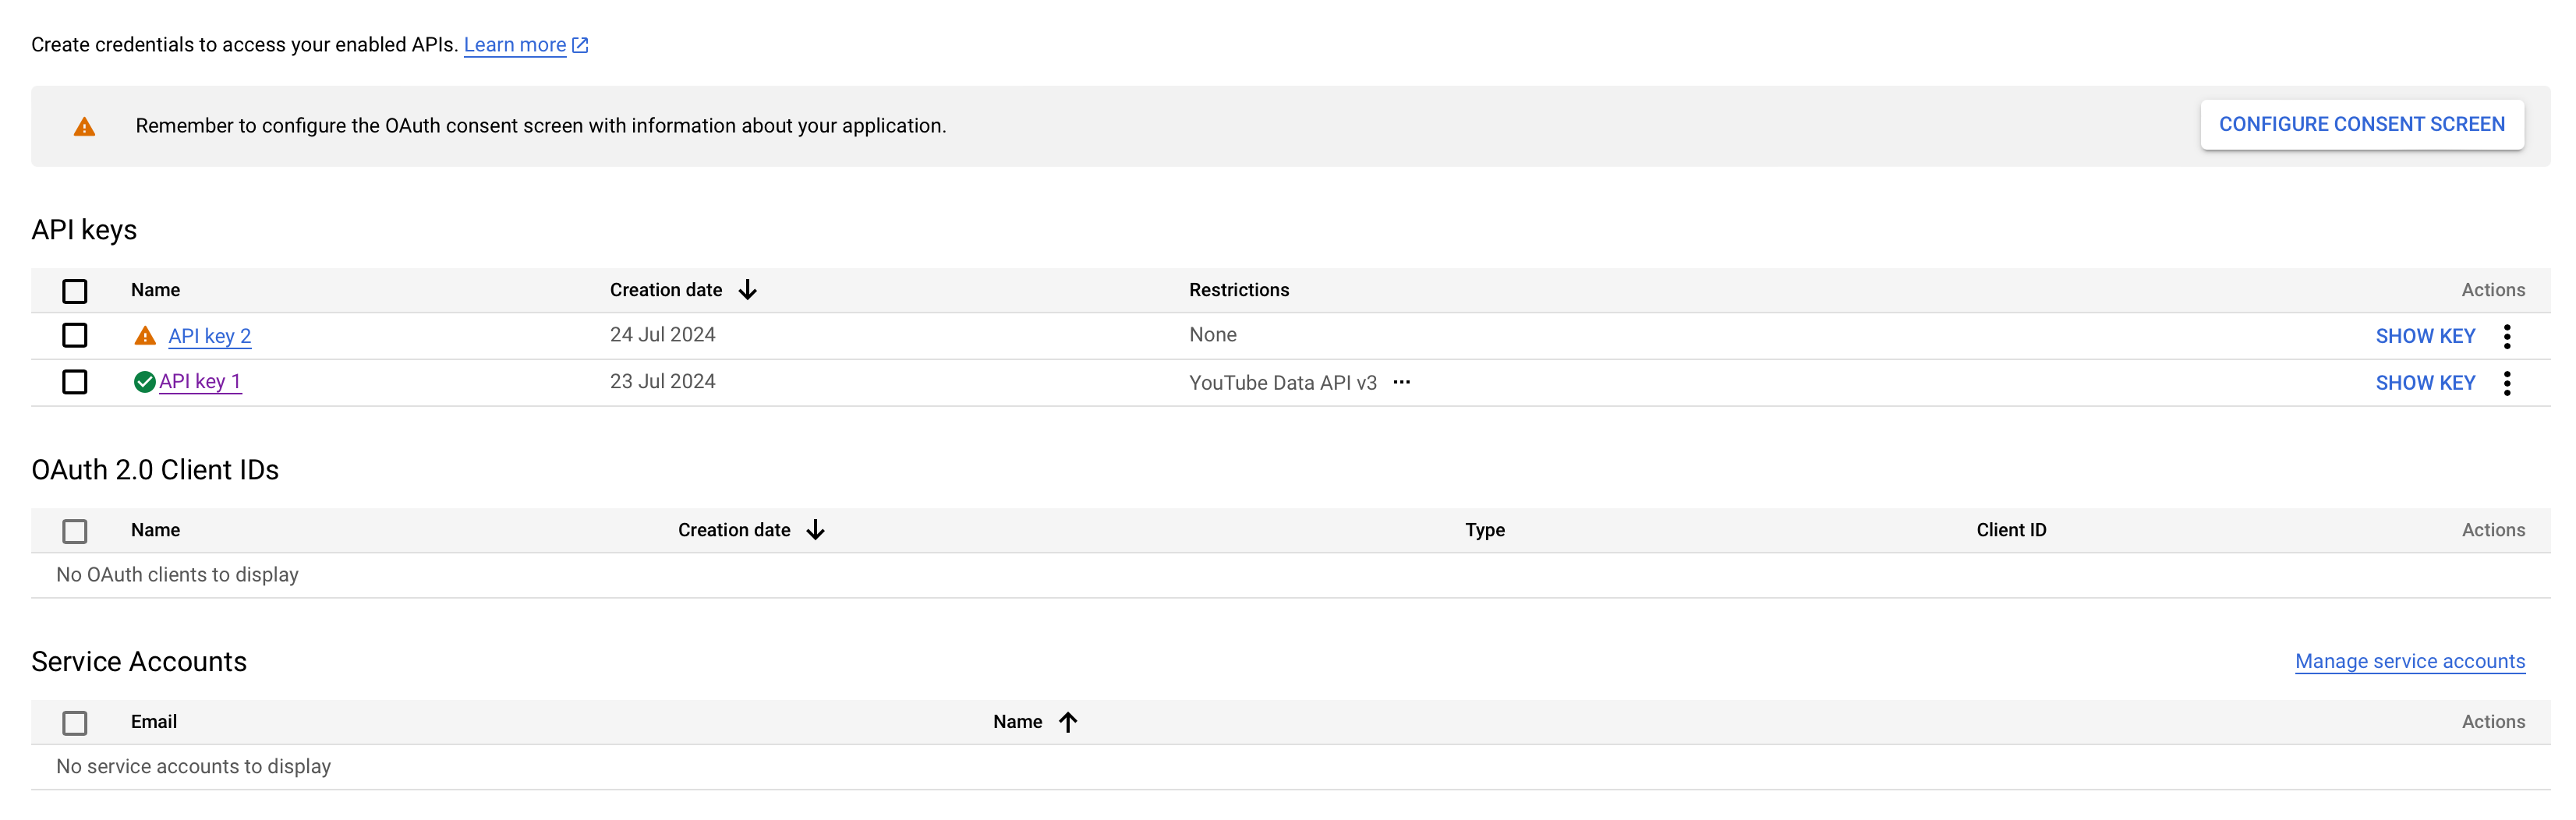 Create credentials to access your enabled APIs. Learn more
Remember to configure the OAuth consent screen with information about your application.
CONFIGURE CONSENT SCREEN
API keys
Name Creation date Restrictions Actions
API key 2 24 Jul 2024 None SHOW KEY
API key 1 23 Jul 2024 YouTube Data API v3 ... SHOW KEY
OAuth 2.0 Client IDs
Name Creation date Type Client ID Actions
No OAuth clients to display
Service Accounts Manage service accounts
Email Name Actions
No service accounts to display